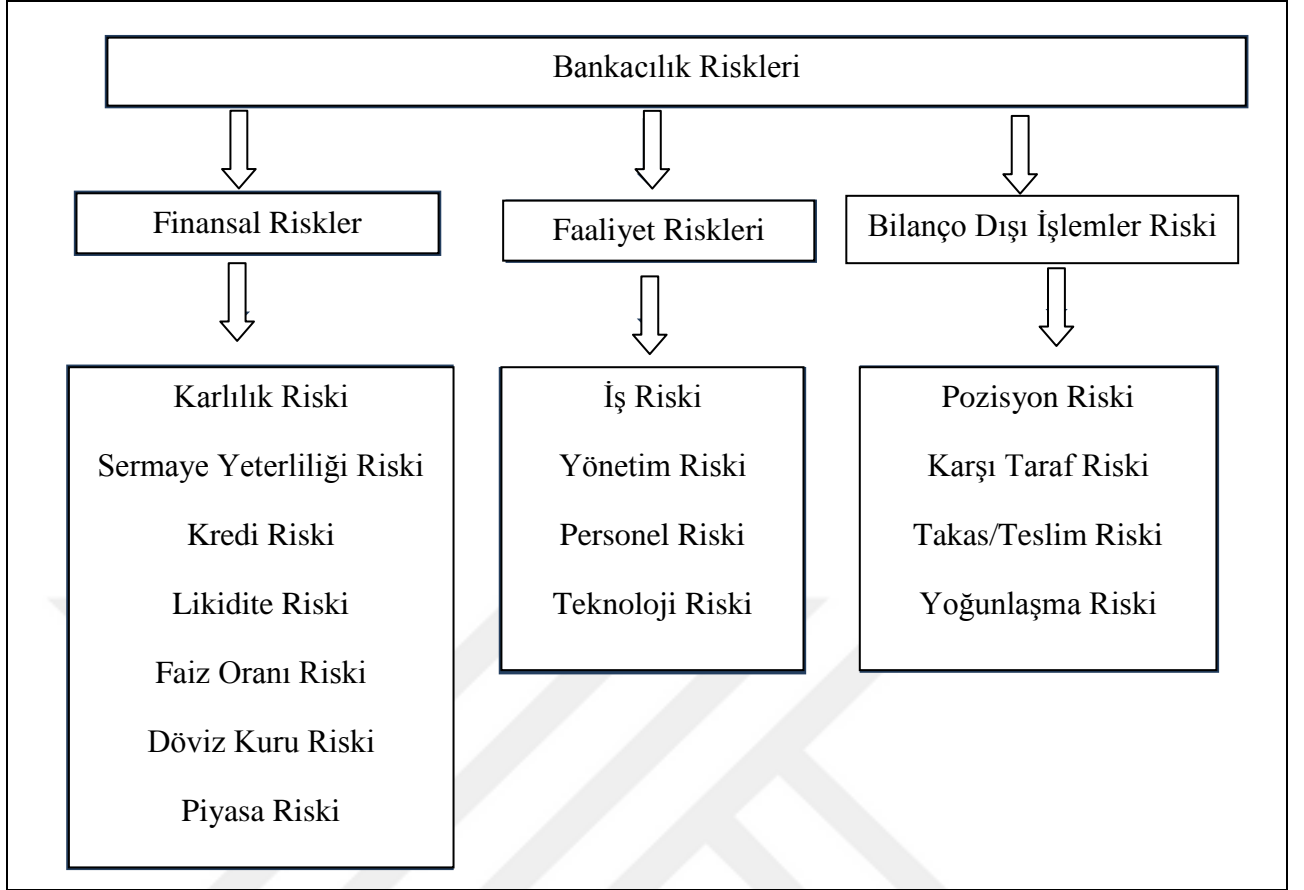 Bankacılık Riskleri
Finansal Riskler
Faaliyet Riskleri
Bilanço Dışı İşlemler Riski
Karlılık Riski
Sermaye Yeterliliği Riski
Kredi Riski
Likidite Riski
Faiz Oranı Riski
Döviz Kuru Riski
Piyasa Riski
İş Riski
Yönetim Riski
Personel Riski
Teknoloji Riski
Pozisyon Riski
Karşı Taraf Riski
Takas/Teslim Riski
Yoğunlaşma Riski